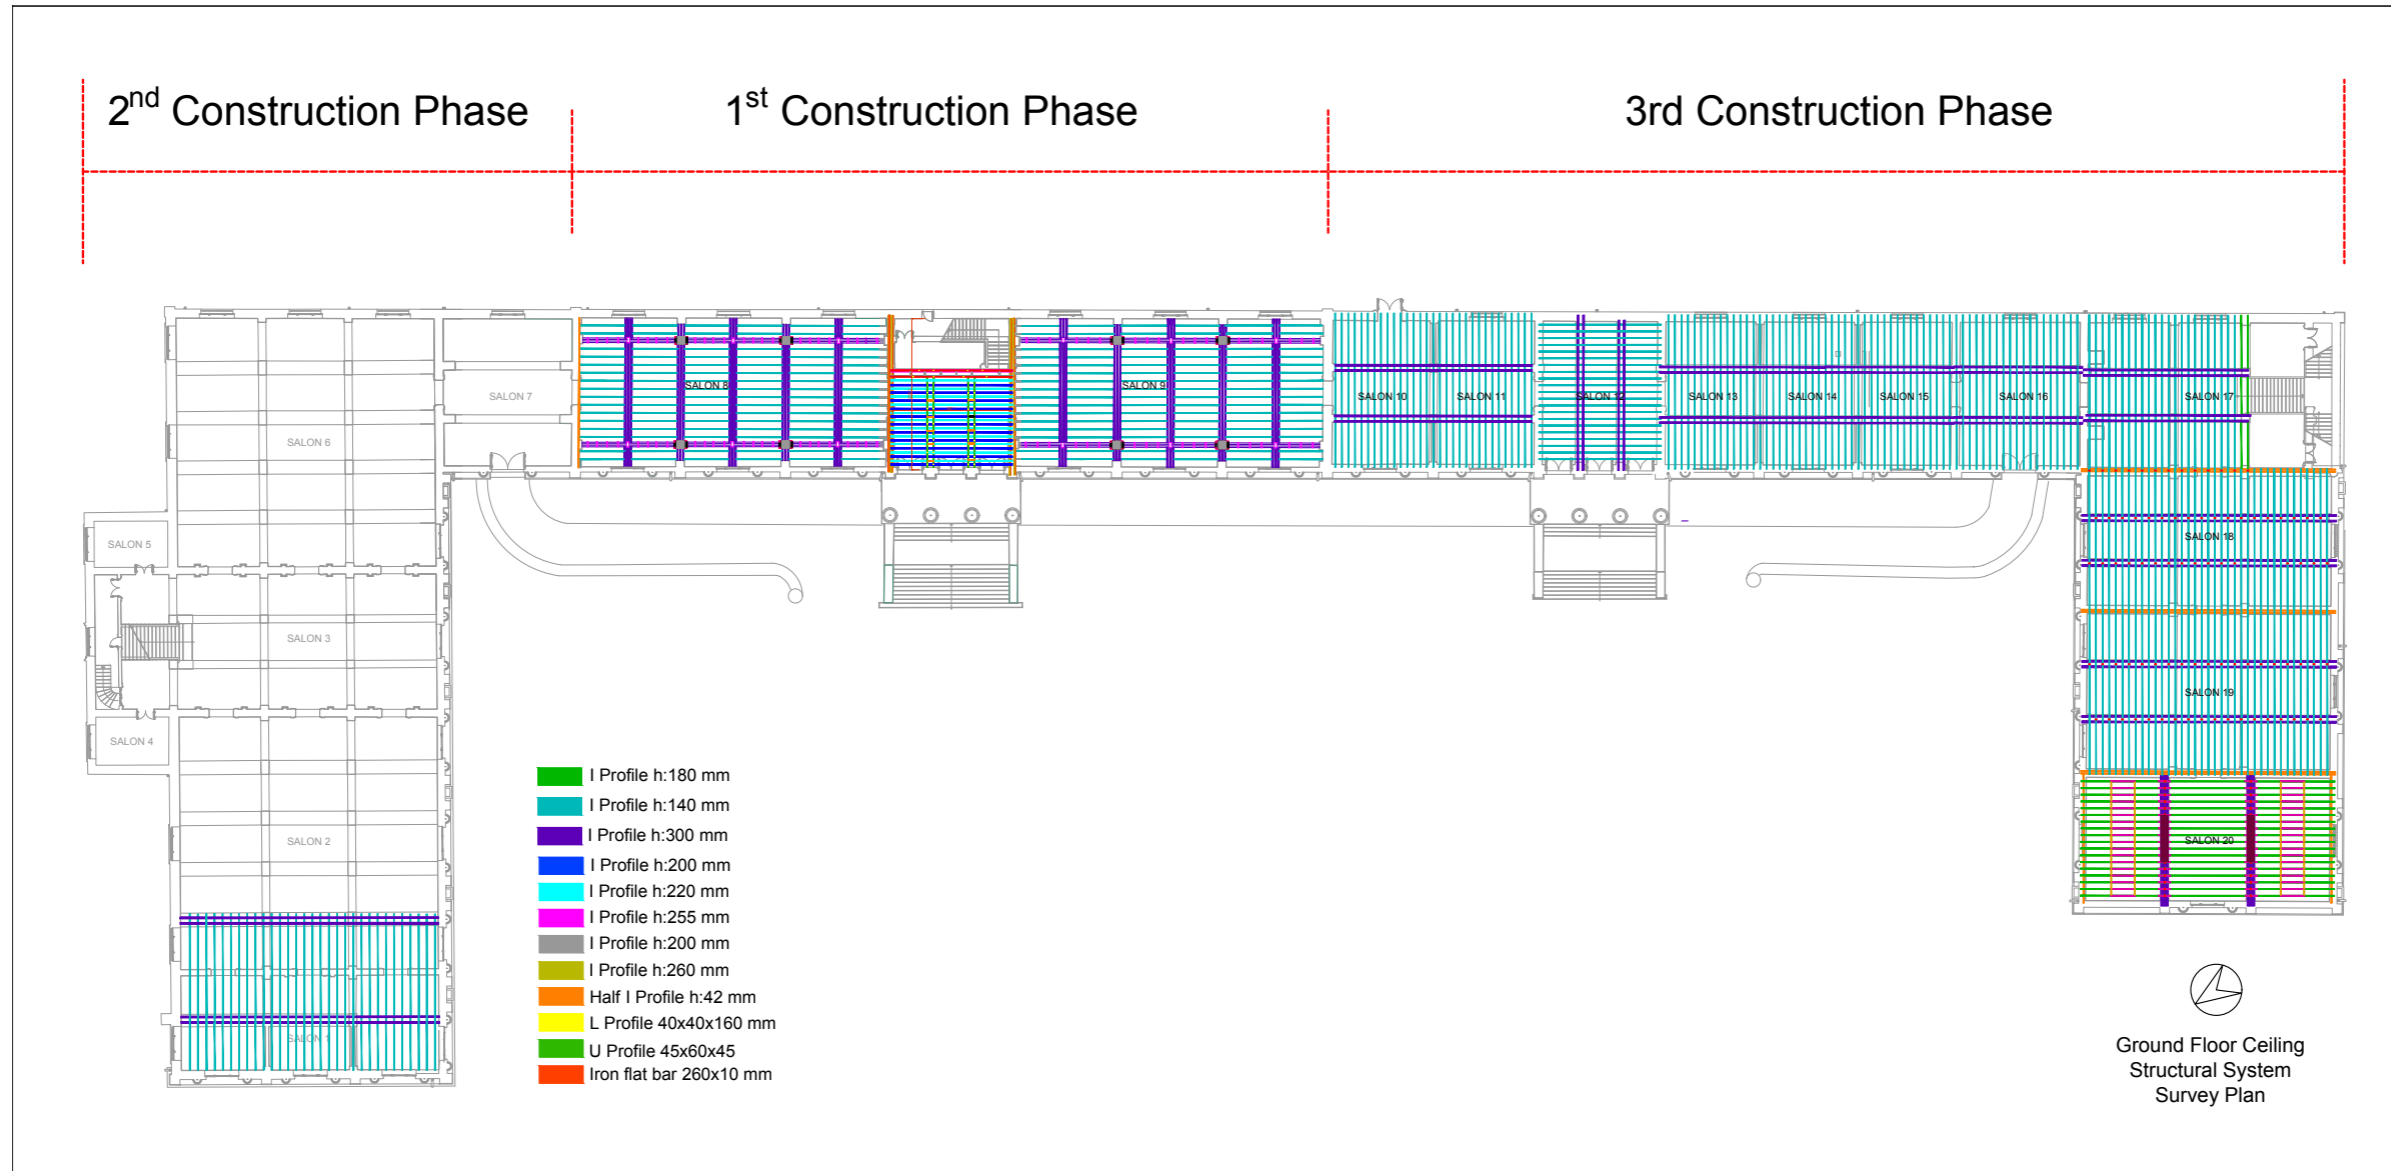 2nd Construction Phase
1st Construction Phase
3rd Construction Phase
SALON 8
SALON 9
SALON 7
SALON 10
SALON 11
SALON 12
SALON 13
SALON 14
SALON 15
SALON 16
SALON 17
SALON 6
SALON 5
SALON 18
SALON 3
SALON 19
SALON 4
SALON 2
SALON 20
SALON 1
I Profile h:180 mm
I Profile h:140 mm
I Profile h:300 mm
I Profile h:200 mm
I Profile h:220 mm
I Profile h:255 mm
I Profile h:200 mm
I Profile h:260 mm
Half I Profile h:42 mm
L Profile 40x40x160 mm
U Profile 45x60x45
Iron flat bar 260x10 mm
Ground Floor Ceiling
Structural System
Survey Plan